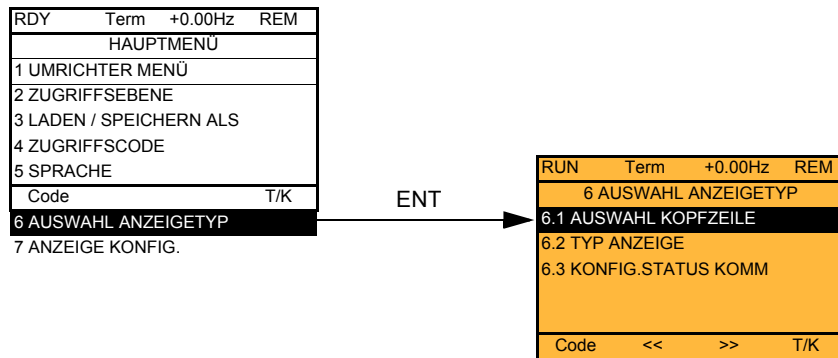 RDY Term +0.00Hz REM
HAUPTMENÜ
1 UMRICHTER MENÜ
2 ZUGRIFFSEBENE
3 LADEN / SPEICHERN ALS
4 ZUGRIFFSCODE
5 SPRACHE
Code T/K
6 AUSWAHL ANZEIGETYP
7 ANZEIGE KONFIG.
ENT
RUN Term +0.00Hz REM
6 AUSWAHL ANZEIGETYP
6.1 AUSWAHL KOPFZEILE
6.2 TYP ANZEIGE
6.3 KONFIG.STATUS KOMM
Code << >> T/K